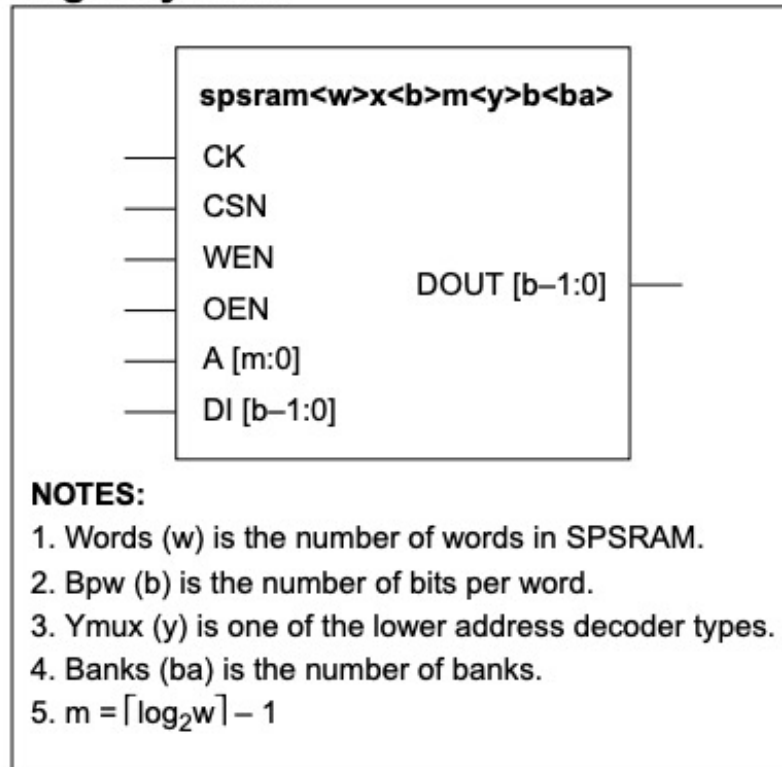 spsram<w>x<b>m<y>b<ba>
CK
CSN
WEN
OEN
A [m:0]
DI [b–1:0]
DOUT [b–1:0]
NOTES:
1. Words (w) is the number of words in SPSRAM.
2. Bpw (b) is the number of bits per word.
3. Ymux (y) is one of the lower address decoder types.
4. Banks (ba) is the number of banks.
5. m = ⌈log₂w⌉ – 1